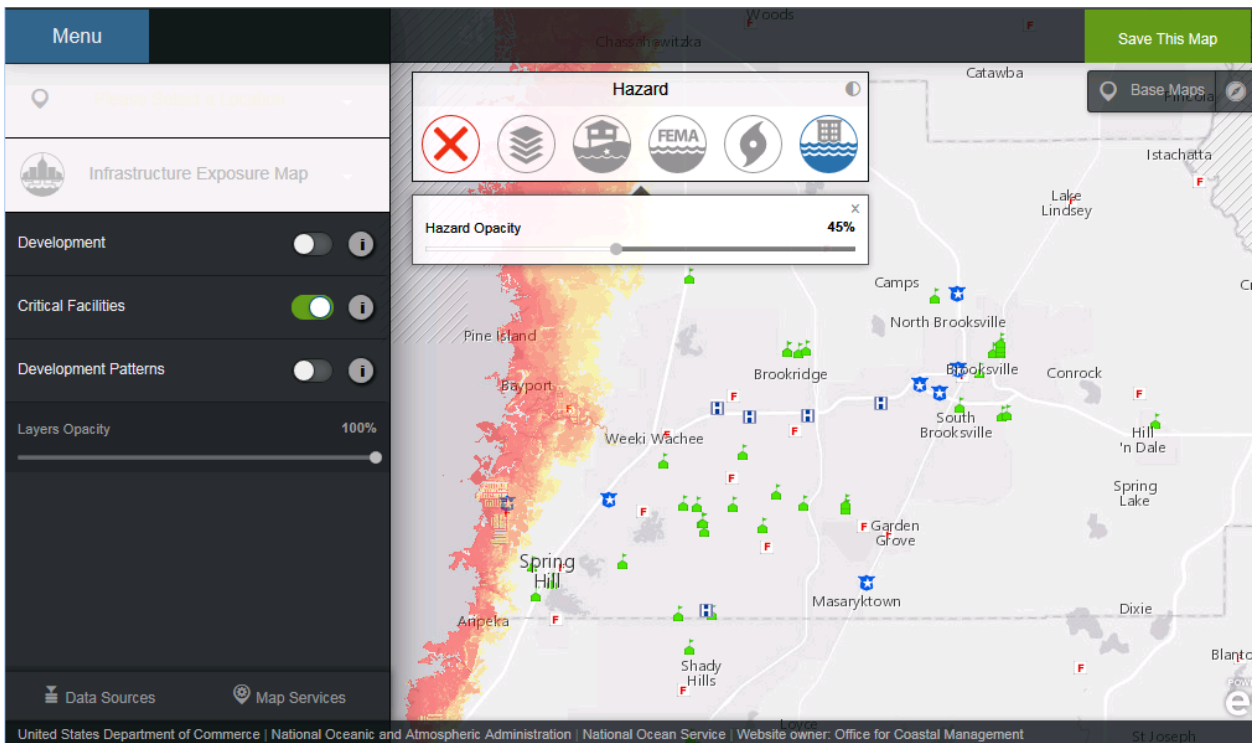 Menu
Save This Map
Infrastructure Exposure Map
Development
i
Critical Facilities
i
Development Patterns
i
Layers Opacity 100%
Data Sources
Map Services
Hazard
FEMA
x
Hazard Opacity 45%
Base Maps
Woods
Chassahowitzka
Catawba
Pineola
Istachatta
Lake
Lindsey
Camps
North Brooksville
Pine Island
Brookridge
Brooksville
Conrock
Bayport
South
Brooksville
Weeki Wachee
Hill
'n Dale
Spring
Lake
Garden
Grove
Spring
Hill
Masaryktown
Dixie
Aripeka
Shady
Hills
Loyce
St Joseph
United States Department of Commerce | National Oceanic and Atmospheric Administration | National Ocean Service | Website owner: Office for Coastal Management